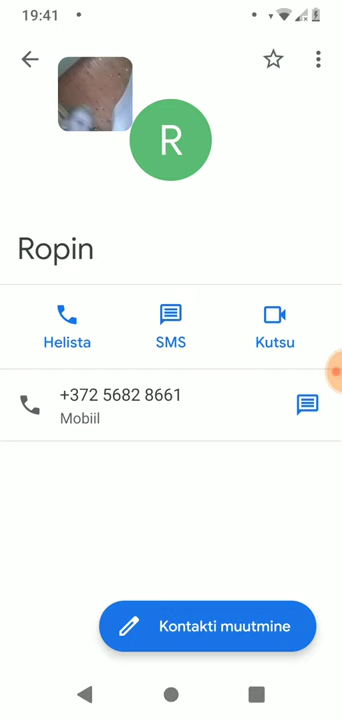 19:41
R
Ropin
Helista
SMS
Kutsu
+372 5682 8661
Mobiil
Kontakti muutmine